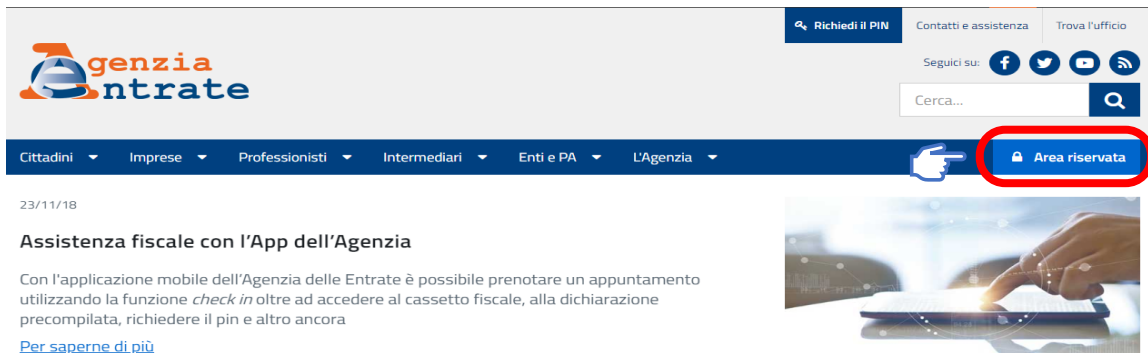 Richiedi il PIN
Contatti e assistenza
Trova l'ufficio
Agenzia
Entrate
Seguici su:
Cerca...
Cittadini
Imprese
Professionisti
Intermediari
Enti e PA
L'Agenzia
Area riservata
23/11/18
Assistenza fiscale con l'App dell'Agenzia
Con l'applicazione mobile dell'Agenzia delle Entrate è possibile prenotare un appuntamento
utilizzando la funzione check in oltre ad accedere al cassetto fiscale, alla dichiarazione
precompilata, richiedere il pin e altro ancora
Per saperne di più